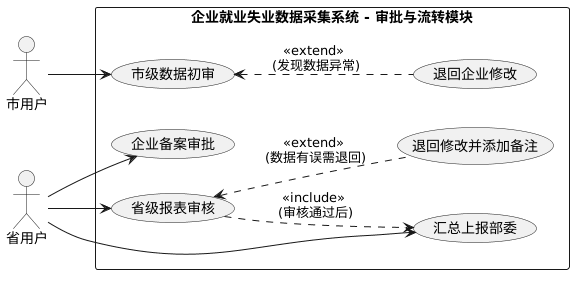 企业就业失业数据采集系统 - 审批与流转模块
市用户
市级数据初审
«extend»
(发现数据异常)
退回企业修改
企业备案审批
«extend»
(数据有误需退回)
退回修改并添加备注
省用户
省级报表审核
«include»
(审核通过后)
汇总上报部委